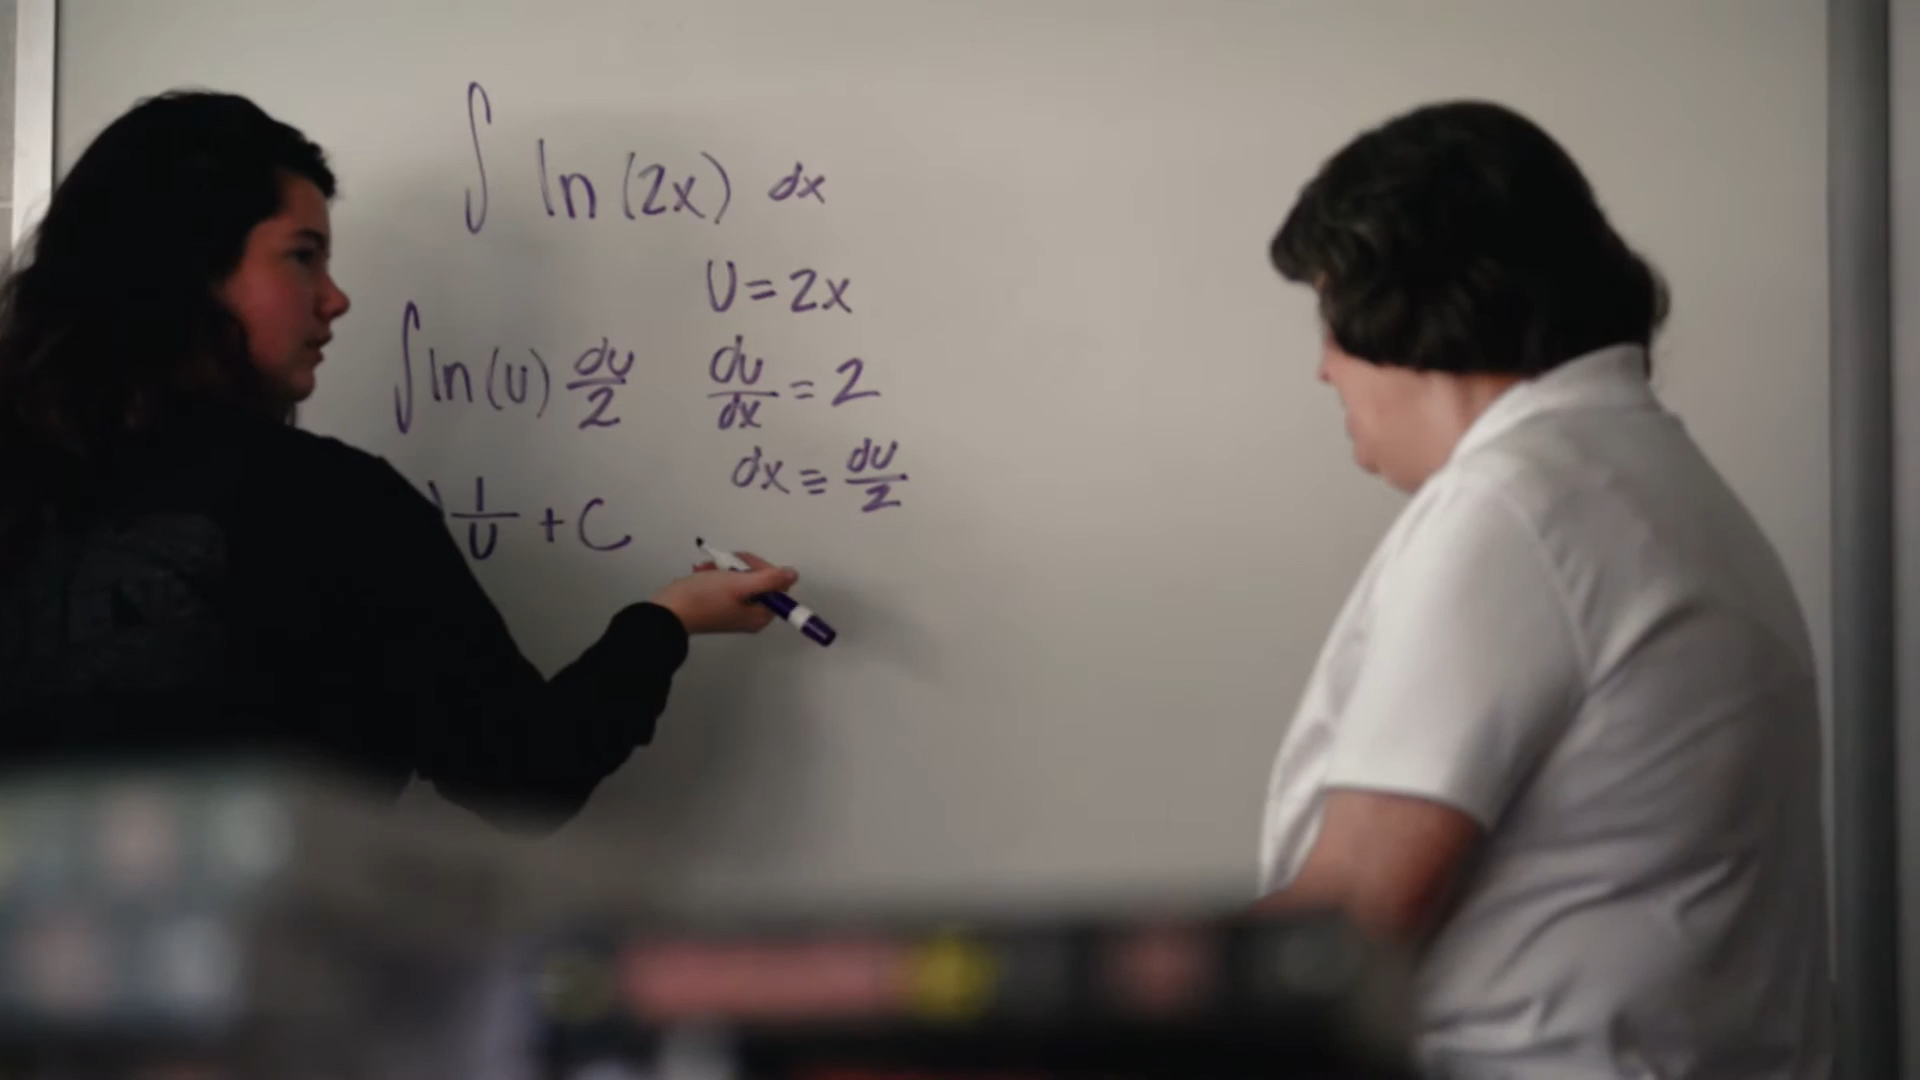 ∫ ln (2x) dx
U = 2x
∫ ln (u) du/2
du/dx = 2
dx = du/2
) 1/U + C